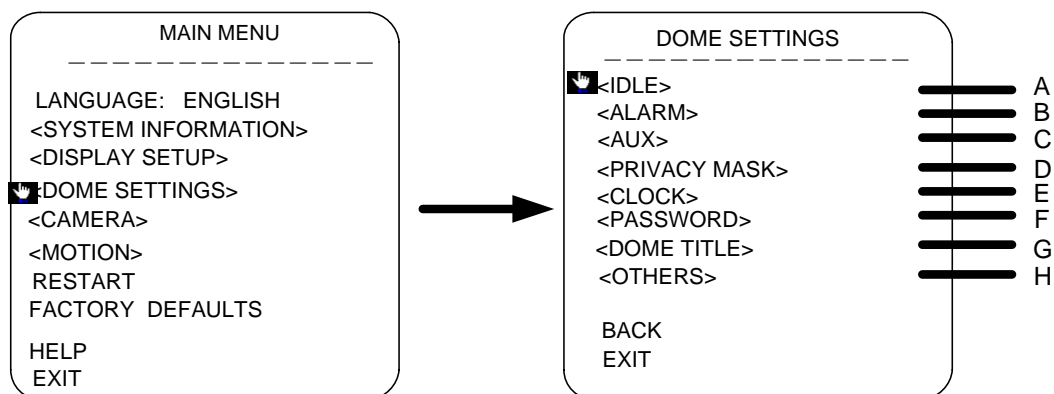 MAIN MENU
LANGUAGE: ENGLISH
<SYSTEM INFORMATION>
<DISPLAY SETUP>
<DOME SETTINGS>
<CAMERA>
<MOTION>
RESTART
FACTORY DEFAULTS
HELP
EXIT
DOME SETTINGS
<IDLE>
<ALARM>
<AUX>
<PRIVACY MASK>
<CLOCK>
<PASSWORD>
<DOME TITLE>
<OTHERS>
BACK
EXIT
A
B
C
D
E
F
G
H